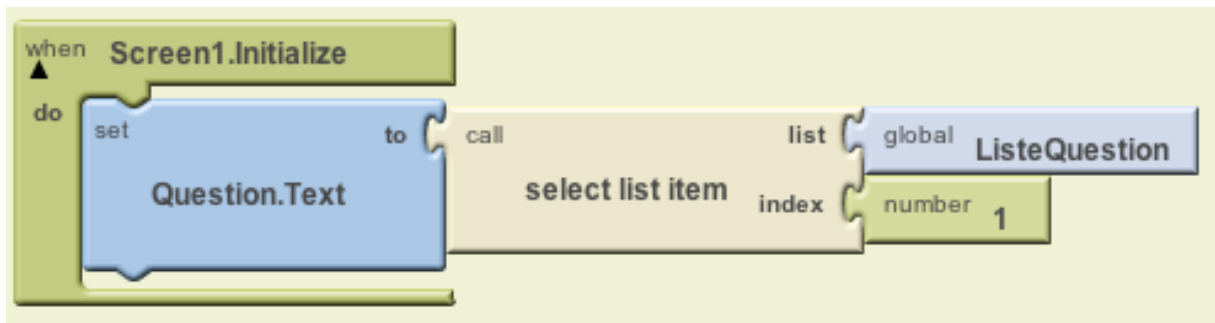 when Screen1.Initialize
do
set to call list global ListeQuestion
Question.Text select list item index number 1